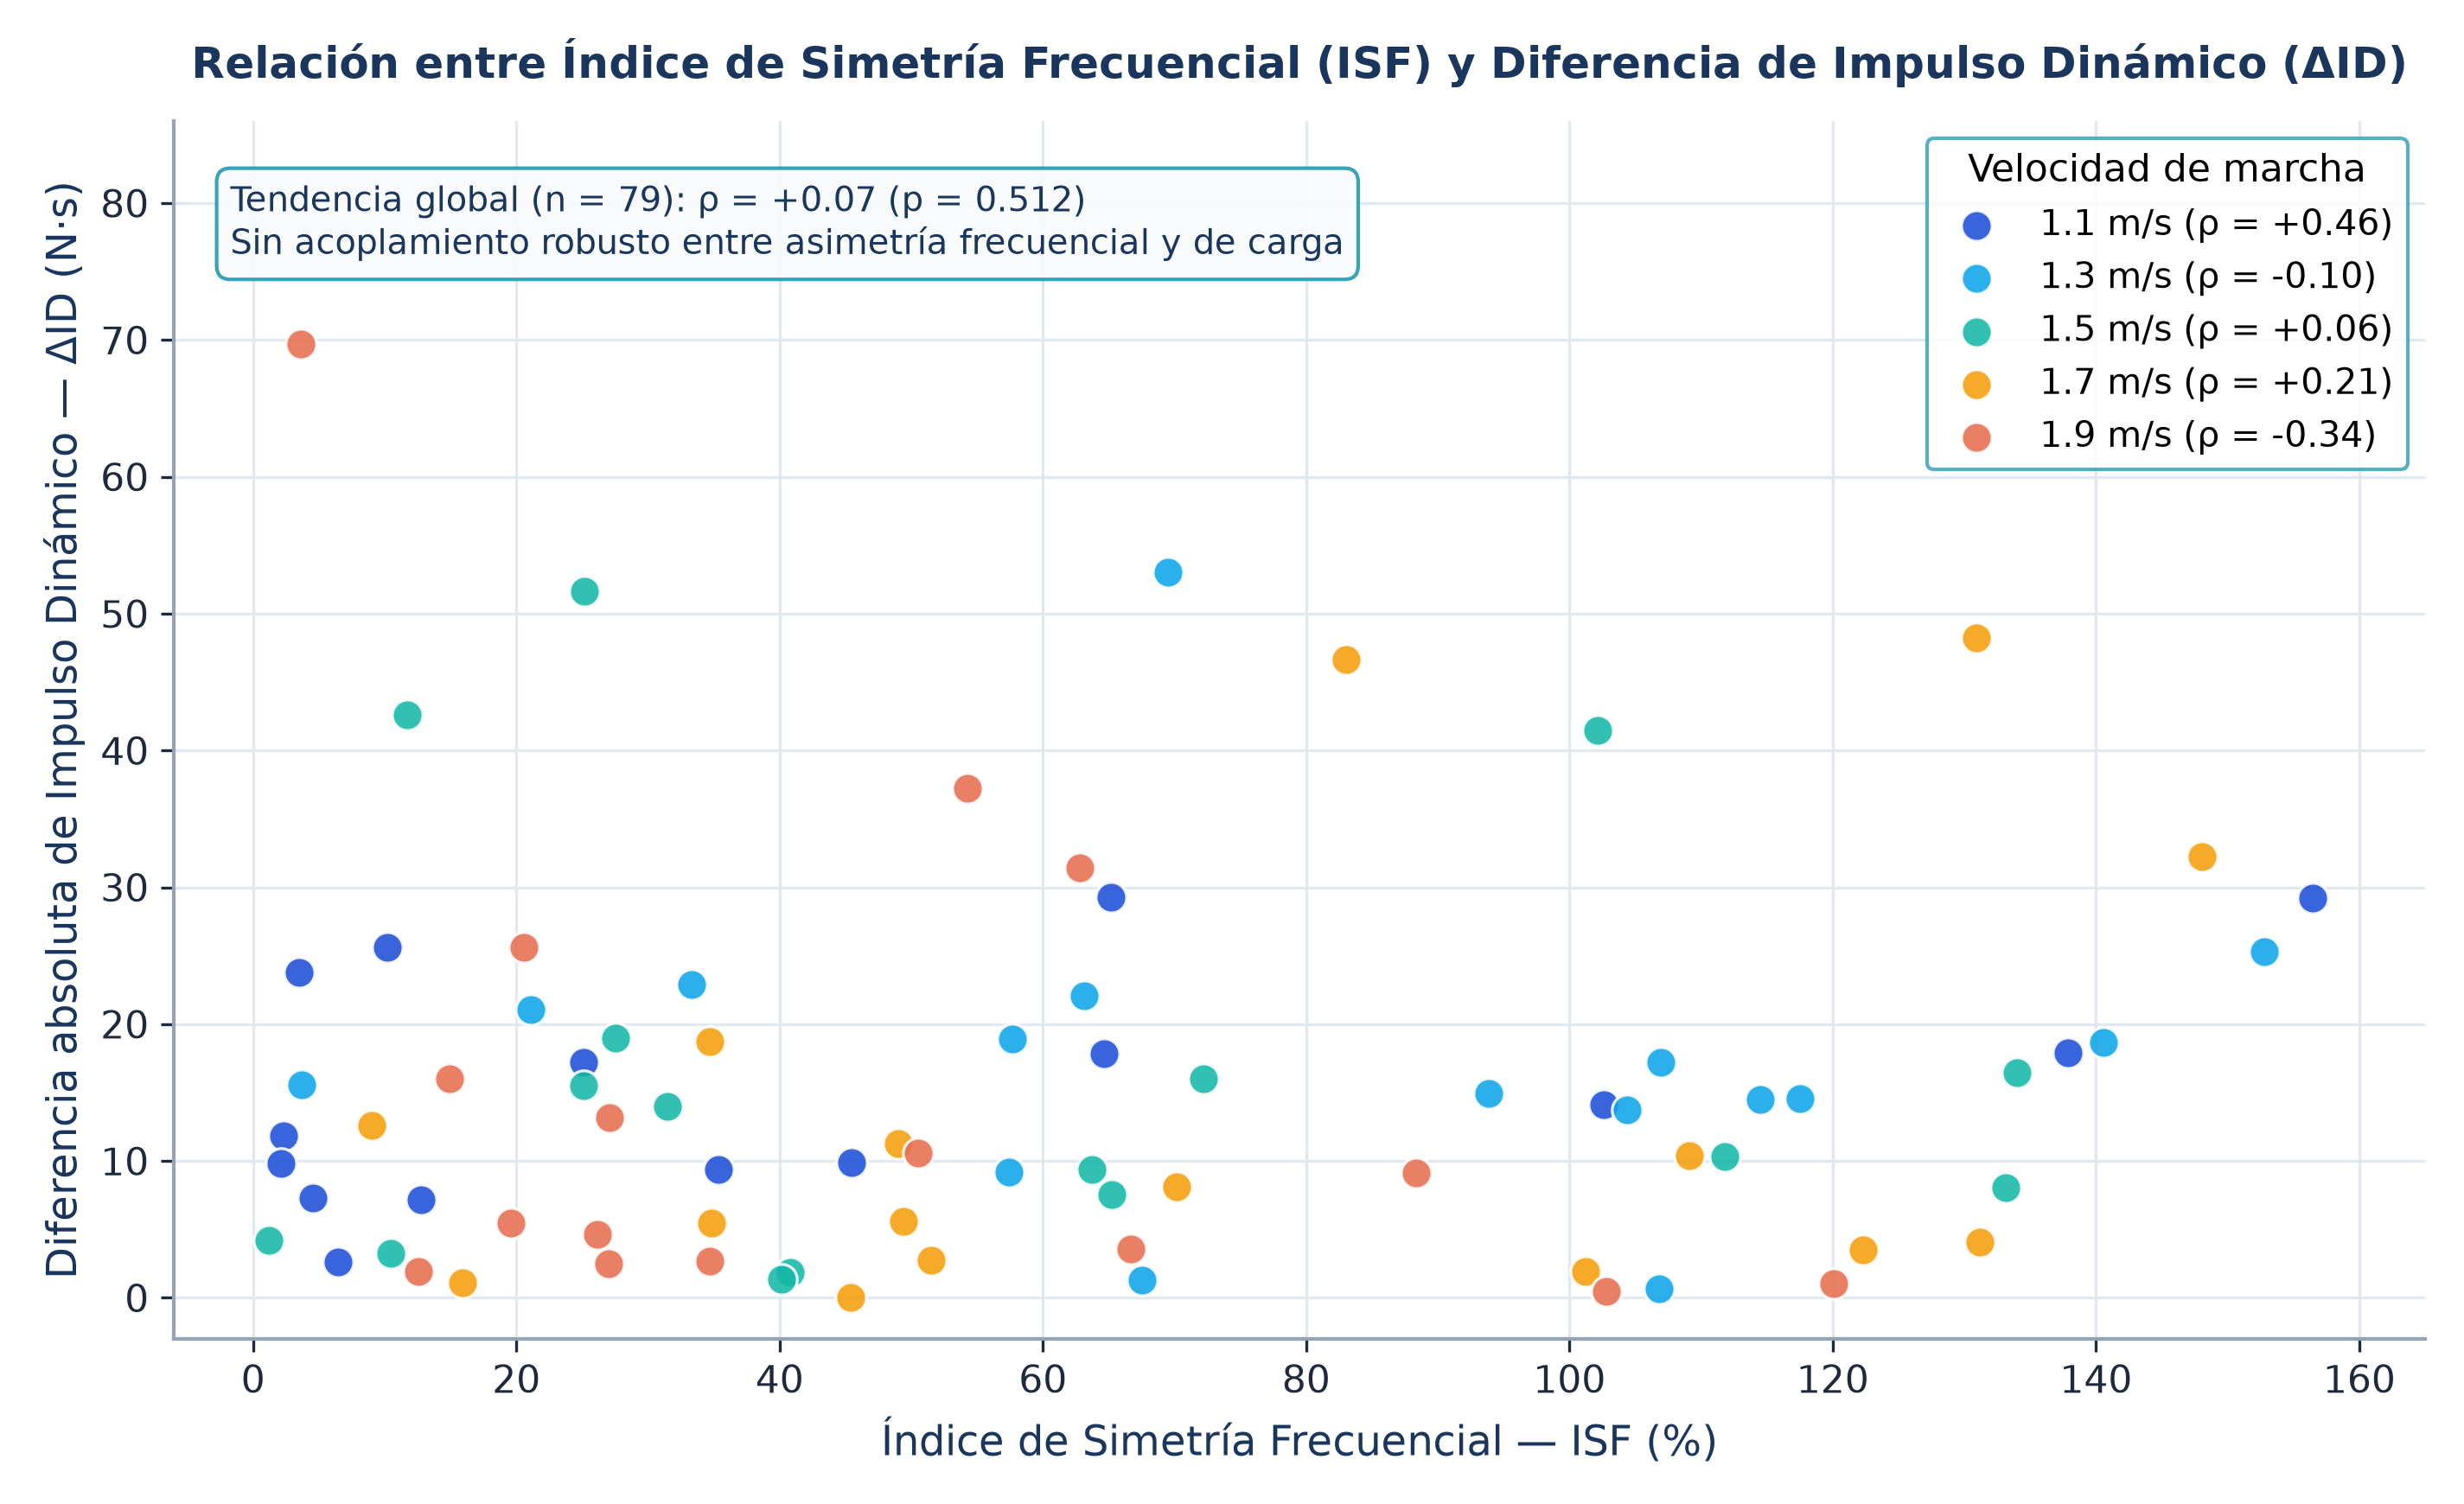 Relación entre Índice de Simetría Frecuencial (ISF) y Diferencia de Impulso Dinámico (ΔID)
Diferencia absoluta de Impulso Dinámico — ΔID (N·s)
80
70
60
50
40
30
20
10
0
Tendencia global (n = 79): ρ = +0.07 (p = 0.512)
Sin acoplamiento robusto entre asimetría frecuencial y de carga
Velocidad de marcha
1.1 m/s (ρ = +0.46)
1.3 m/s (ρ = -0.10)
1.5 m/s (ρ = +0.06)
1.7 m/s (ρ = +0.21)
1.9 m/s (ρ = -0.34)
0 20 40 60 80 100 120 140 160
Índice de Simetría Frecuencial — ISF (%)